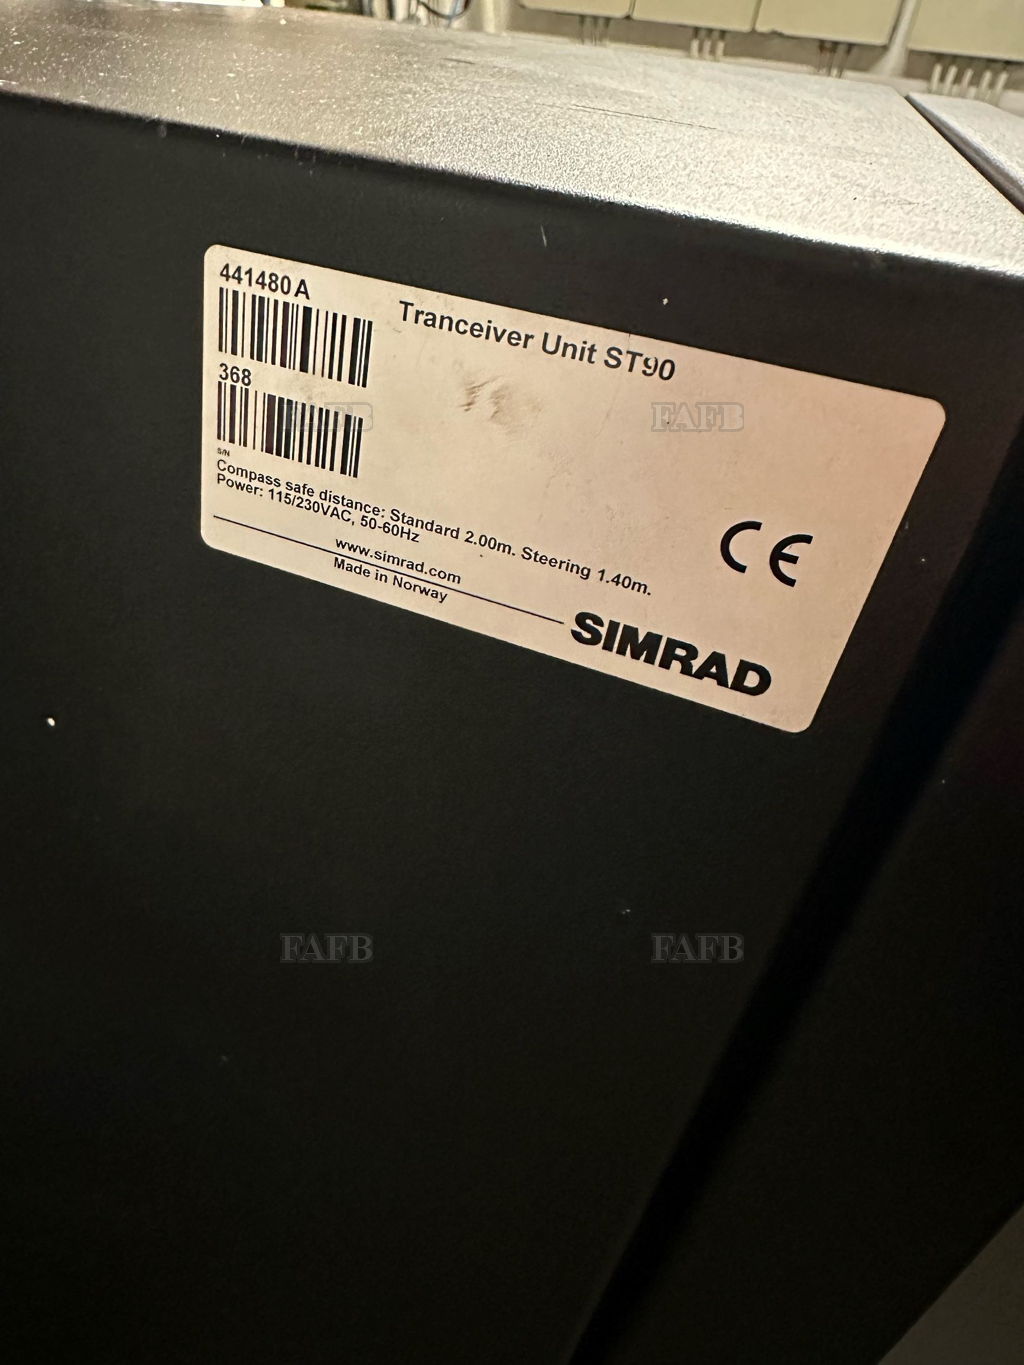 441480A
Tranceiver Unit ST90
368
S/N
Compass safe distance: Standard 2.00m. Steering 1.40m.
Power: 115/230VAC, 50-60Hz
CE
www.simrad.com
Made in Norway
SIMRAD
FAFB
FAFB
FAFB
FAFB